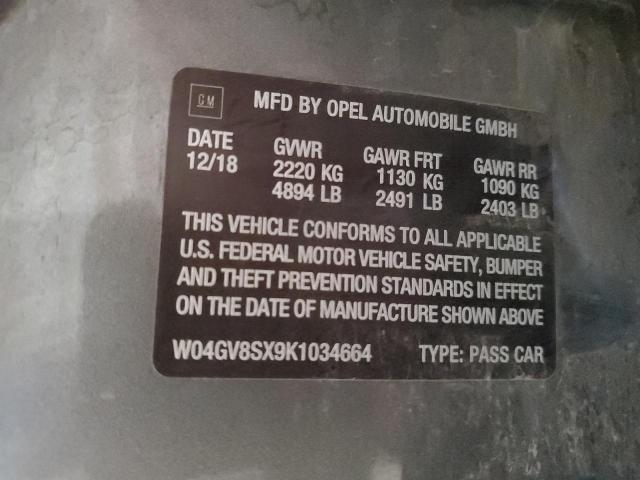 GM
MFD BY OPEL AUTOMOBILE GMBH
DATE GVWR GAWR FRT GAWR RR
12/18 2220 KG 1130 KG 1090 KG
4894 LB 2491 LB 2403 LB
THIS VEHICLE CONFORMS TO ALL APPLICABLE
U.S. FEDERAL MOTOR VEHICLE SAFETY, BUMPER
AND THEFT PREVENTION STANDARDS IN EFFECT
ON THE DATE OF MANUFACTURE SHOWN ABOVE
W04GV8SX9K1034664 TYPE: PASS CAR